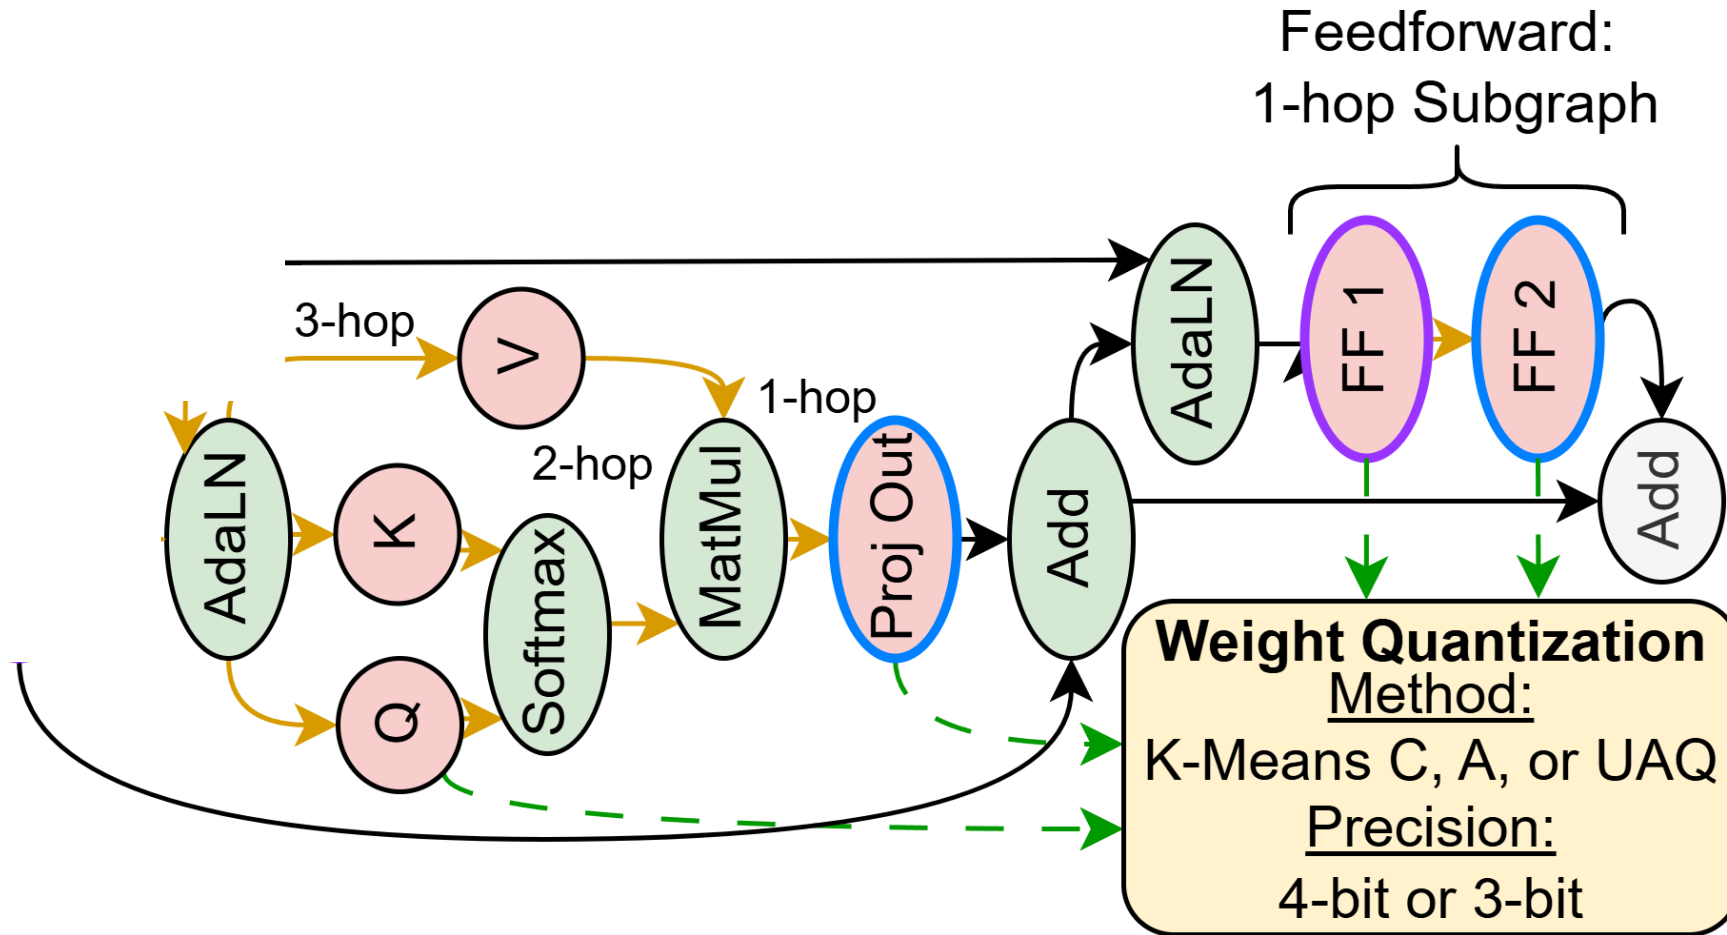 Feedforward:
1-hop Subgraph
3-hop
V
AdaLN
FF 1
FF 2
1-hop
2-hop
AdaLN
K
Softmax
MatMul
Proj Out
Add
Add
Q
Weight Quantization
Method:
K-Means C, A, or UAQ
Precision:
4-bit or 3-bit